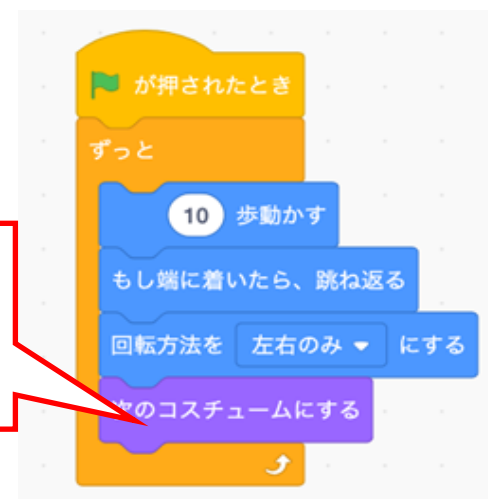 が押されたとき
ずっと
10 歩動かす
もし端に着いたら、跳ね返る
回転方法を 左右のみ にする
次のコスチュームにする